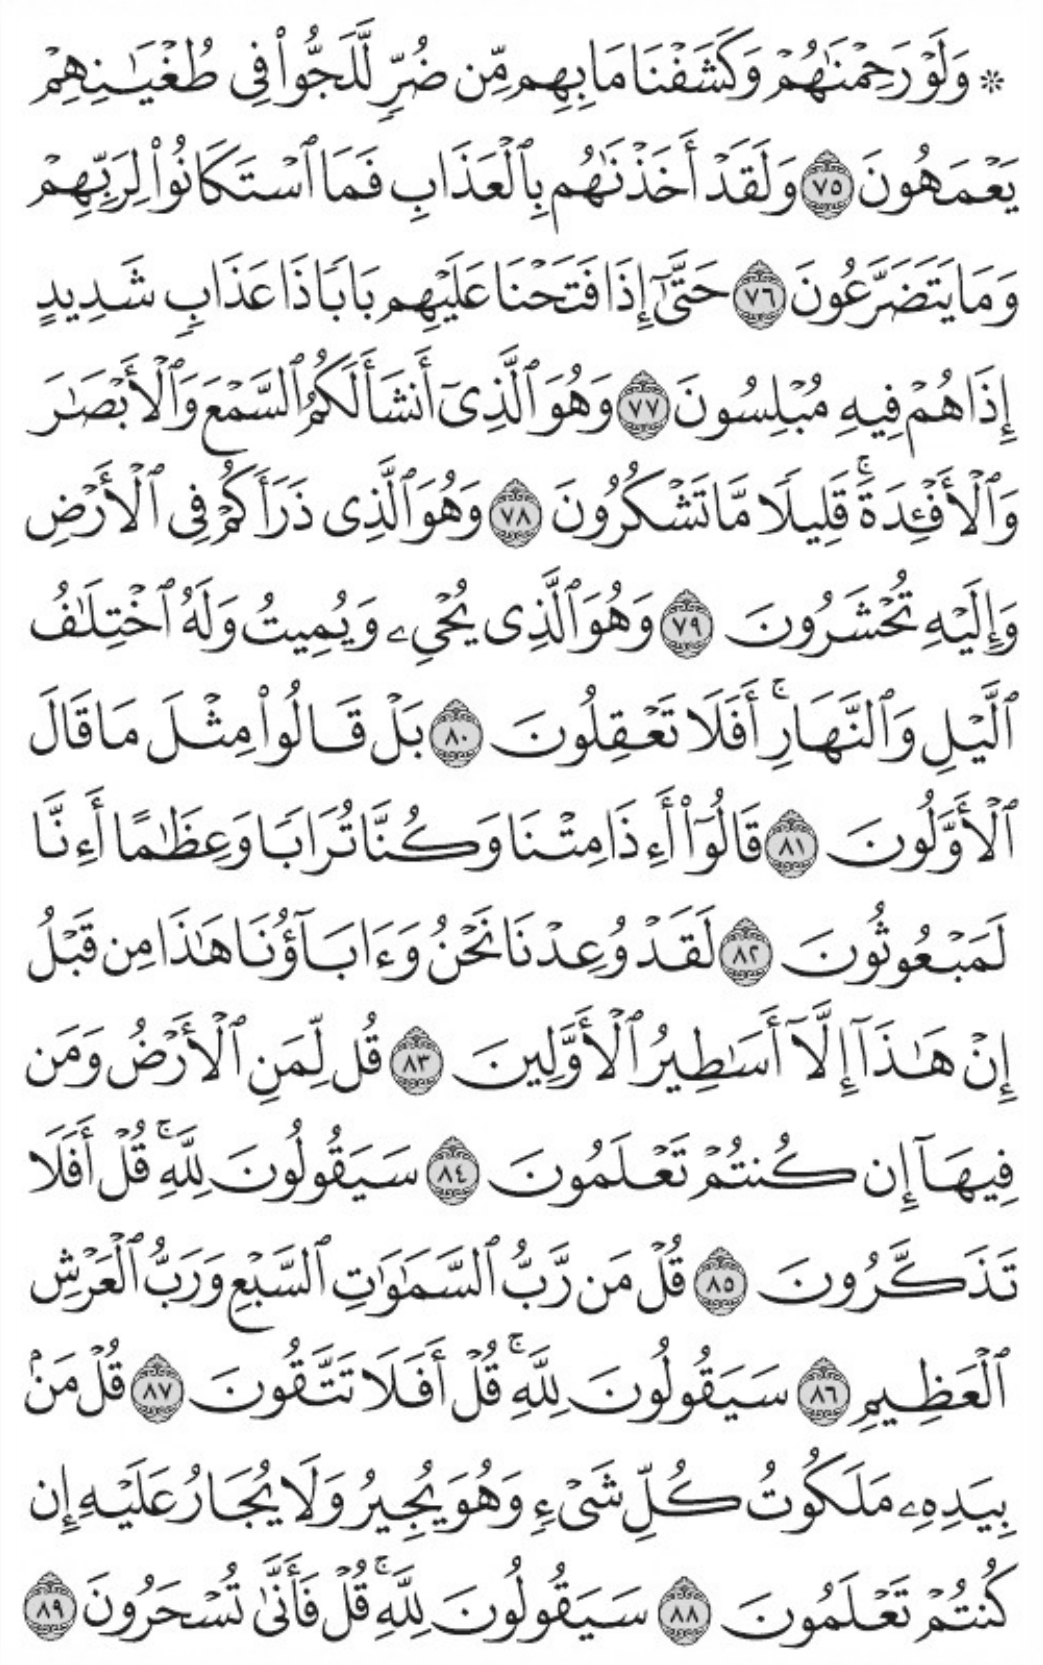 ۞ وَلَوْ رَحِمْنَٰهُمْ وَكَشَفْنَا مَا بِهِم مِّن ضُرٍّ لَّلَجُّوا۟ فِى طُغْيَٰنِهِمْ
يَعْمَهُونَ ٧٥ وَلَقَدْ أَخَذْنَٰهُم بِٱلْعَذَابِ فَمَا ٱسْتَكَانُوا۟ لِرَبِّهِمْ
وَمَا يَتَضَرَّعُونَ ٧٦ حَتَّىٰٓ إِذَا فَتَحْنَا عَلَيْهِم بَابًا ذَا عَذَابٍ شَدِيدٍ
إِذَا هُمْ فِيهِ مُبْلِسُونَ ٧٧ وَهُوَ ٱلَّذِىٓ أَنشَأَ لَكُمُ ٱلسَّمْعَ وَٱلْأَبْصَٰرَ
وَٱلْأَفْـِٔدَةَ ۚ قَلِيلًا مَّا تَشْكُرُونَ ٧٨ وَهُوَ ٱلَّذِى ذَرَأَكُمْ فِى ٱلْأَرْضِ
وَإِلَيْهِ تُحْشَرُونَ ٧٩ وَهُوَ ٱلَّذِى يُحْىِۦ وَيُمِيتُ وَلَهُ ٱخْتِلَٰفُ
ٱلَّيْلِ وَٱلنَّهَارِ ۚ أَفَلَا تَعْقِلُونَ ٨٠ بَلْ قَالُوا۟ مِثْلَ مَا قَالَ
ٱلْأَوَّلُونَ ٨١ قَالُوٓا۟ أَءِذَا مِتْنَا وَكُنَّا تُرَابًا وَعِظَٰمًا أَءِنَّا
لَمَبْعُوثُونَ ٨٢ لَقَدْ وُعِدْنَا نَحْنُ وَءَابَآؤُنَا هَٰذَا مِن قَبْلُ
إِنْ هَٰذَآ إِلَّآ أَسَٰطِيرُ ٱلْأَوَّلِينَ ٨٣ قُل لِّمَنِ ٱلْأَرْضُ وَمَن
فِيهَآ إِن كُنتُمْ تَعْلَمُونَ ٨٤ سَيَقُولُونَ لِلَّهِ ۚ قُلْ أَفَلَا
تَذَكَّرُونَ ٨٥ قُلْ مَن رَّبُّ ٱلسَّمَٰوَٰتِ ٱلسَّبْعِ وَرَبُّ ٱلْعَرْشِ
ٱلْعَظِيمِ ٨٦ سَيَقُولُونَ لِلَّهِ ۚ قُلْ أَفَلَا تَتَّقُونَ ٨٧ قُلْ مَنۢ
بِيَدِهِۦ مَلَكُوتُ كُلِّ شَىْءٍ وَهُوَ يُجِيرُ وَلَا يُجَارُ عَلَيْهِ إِن
كُنتُمْ تَعْلَمُونَ ٨٨ سَيَقُولُونَ لِلَّهِ ۚ قُلْ فَأَنَّىٰ تُسْحَرُونَ ٨٩